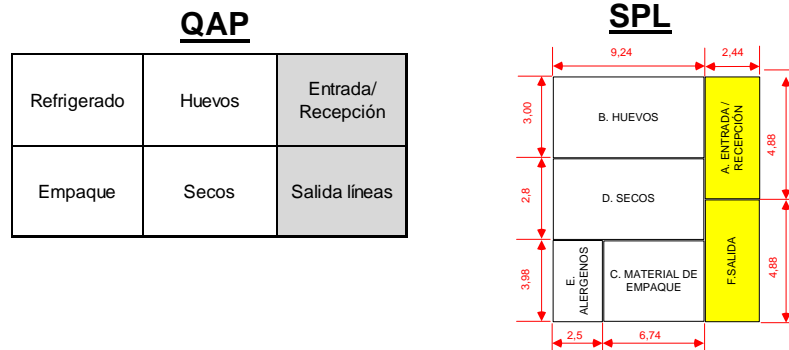 QAP
Refrigerado
Huevos
Entrada/
Recepción
Empaque
Secos
Salida líneas
SPL
9,24
2,44
3,00
B. HUEVOS
A. ENTRADA /
RECEPCIÓN
4,88
2,8
D. SECOS
3,98
E.
ALERGENOS
C. MATERIAL DE
EMPAQUE
F.SALIDA
4,88
2,5
6,74